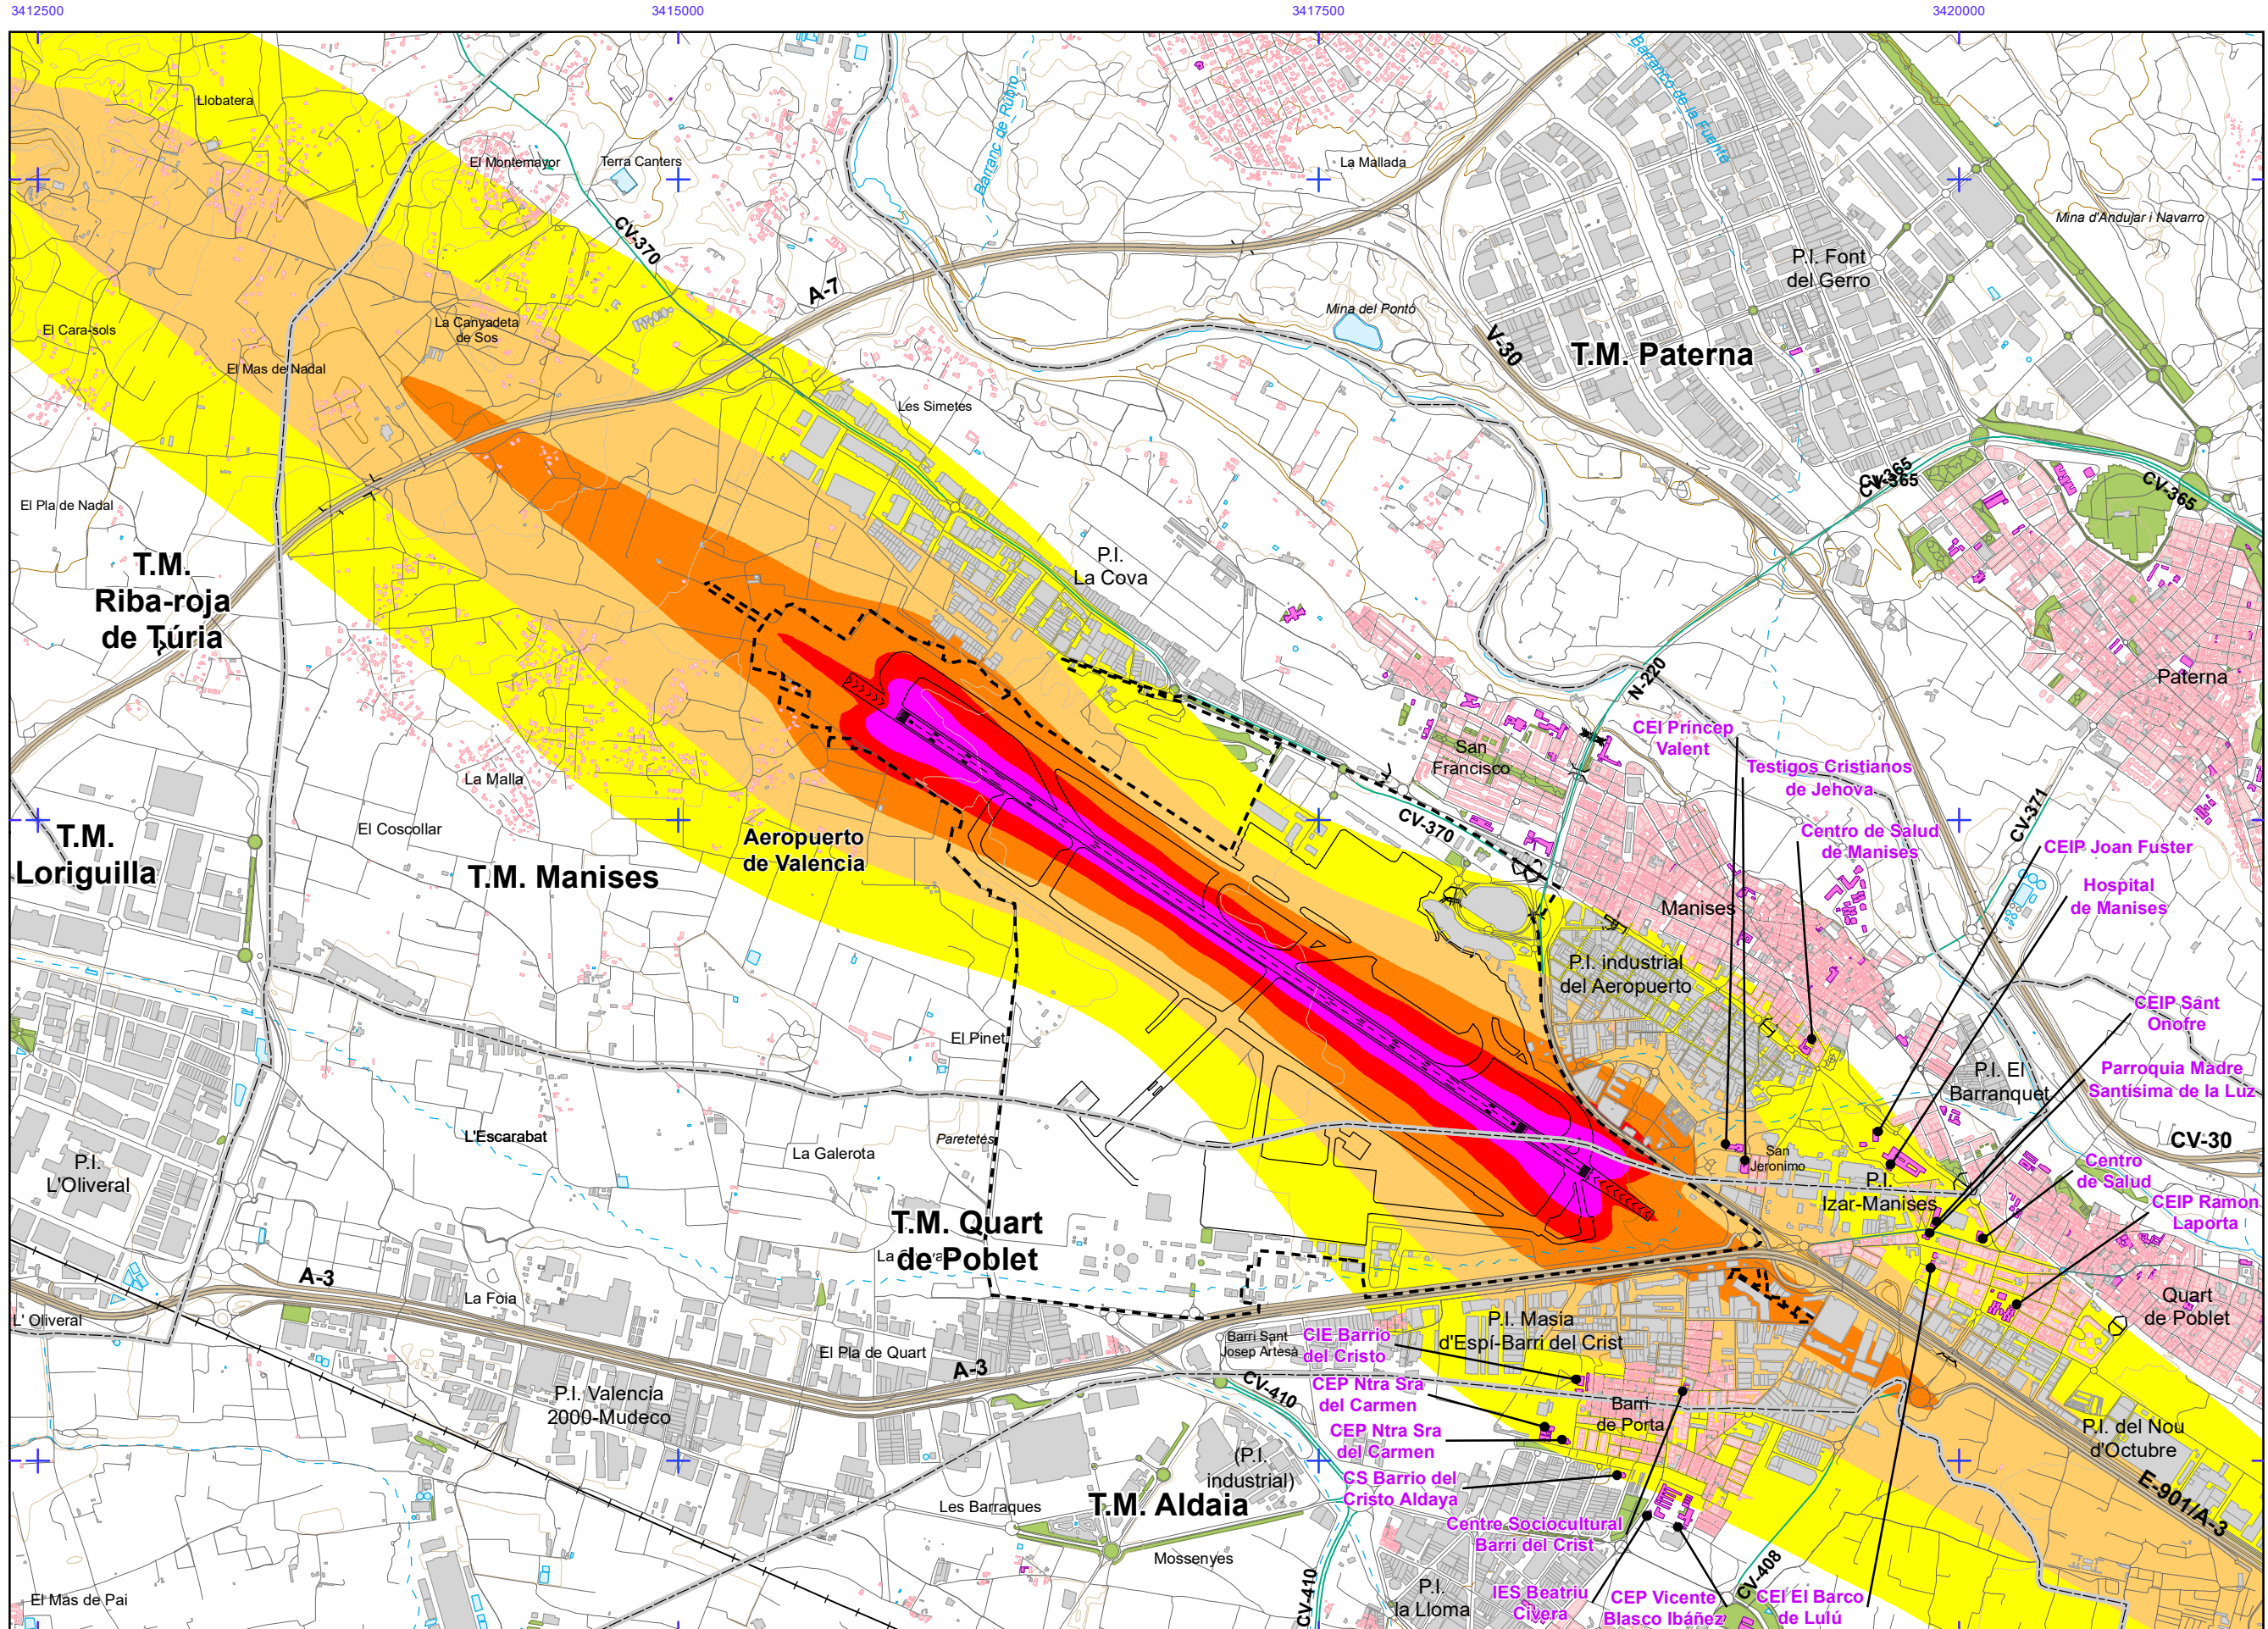 3412500
3415000
3417500
3420000
Llobatera
El Montemayor
Terra Canters
Barranc de Rubio
La Mallada
Barranco de la Fuente
Mina d'Andujar i Navarro
CV-370
A-7
P.I. Font
del Gerro
El Cara-sols
La Canyadeta
de Sos
Mina del Pontó
V-30
T.M. Paterna
El Mas de Nadal
Les Simetes
El Pla de Nadal
CV-365
CV-365
CV-365
T.M.
Riba-roja
de Túria
P.I.
La Cova
N-220
Paterna
CEI Príncep
Valent
San
Francisco
Testigos Cristianos
de Jehova
La Malla
CV-371
T.M.
Loriguilla
El Coscollar
Aeropuerto
de Valencia
CV-370
Centro de Salud
de Manises
CEIP Joan Fuster
T.M. Manises
Hospital
de Manises
Manises
P.I. industrial
del Aeropuerto
CEIP Sant
Onofre
El Pinet
P.I. El
Barranquet
Parroquia Madre
Santísima de la Luz
L'Escarabat
Paretetes
La Galerota
CV-30
San
Jeronimo
P.I.
L'Oliveral
P.I.
Izar-Manises
Centro
de Salud
CEIP Ramon
Laporta
T.M. Quart
de Poblet
A-3
La Foia
L' Oliveral
Quart
de Poblet
El Pla de Quart
Barri Sant
Josep Artesà
CIE Barrio
del Cristo
P.I. Masia
d'Espí-Barri del Crist
A-3
P.I. Valencia
2000-Mudeco
CV-410
CEP Ntra Sra
del Carmen
Barri
de Porta
CEP Ntra Sra
del Carmen
P.I. del Nou
d'Octubre
(P.I.
industrial)
CS Barrio del
Cristo Aldaya
Les Barraques
T.M. Aldaia
E-901/A-3
Centre Sociocultural
Barri del Crist
Mossenyes
CV-408
El Mas de Pai
CV-410
P.I.
la Lloma
IES Beatriu
Civera
CEP Vicente
Blasco Ibáñez
CEI El Barco
de Lulú